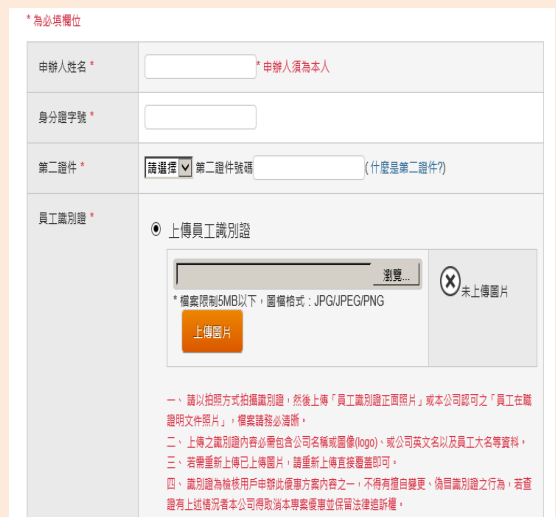 * 為必填欄位
申辦人姓名 *
* 申辦人須為本人
身分證字號 *
第二證件 * 請選擇 第二證件號碼 ( 什麼是第二證件?)
員工識別證 *
上傳員工識別證
瀏覽...
* 檔案限制5MB以下，圖檔格式：JPG/JPEG/PNG
未上傳圖片
上傳圖片
一、 請以拍照方式拍攝識別證，然後上傳「員工識別證正面照片」或本公司認可之「員工在職
證明文件照片」，檔案請務必清晰。
二、 上傳之識別證內容必需包含公司名稱或圖像(logo)、或公司英文名以及員工大名等資料。
三、 若需重新上傳已上傳圖片，請重新上傳直接覆蓋即可。
四、 識別證為檢核用戶申辦此優惠方案內容之一，不得有擅自變更、偽冒識別證之行為，若查
證有上述情況者本公司得取消本專案優惠並保留法律追訴權。